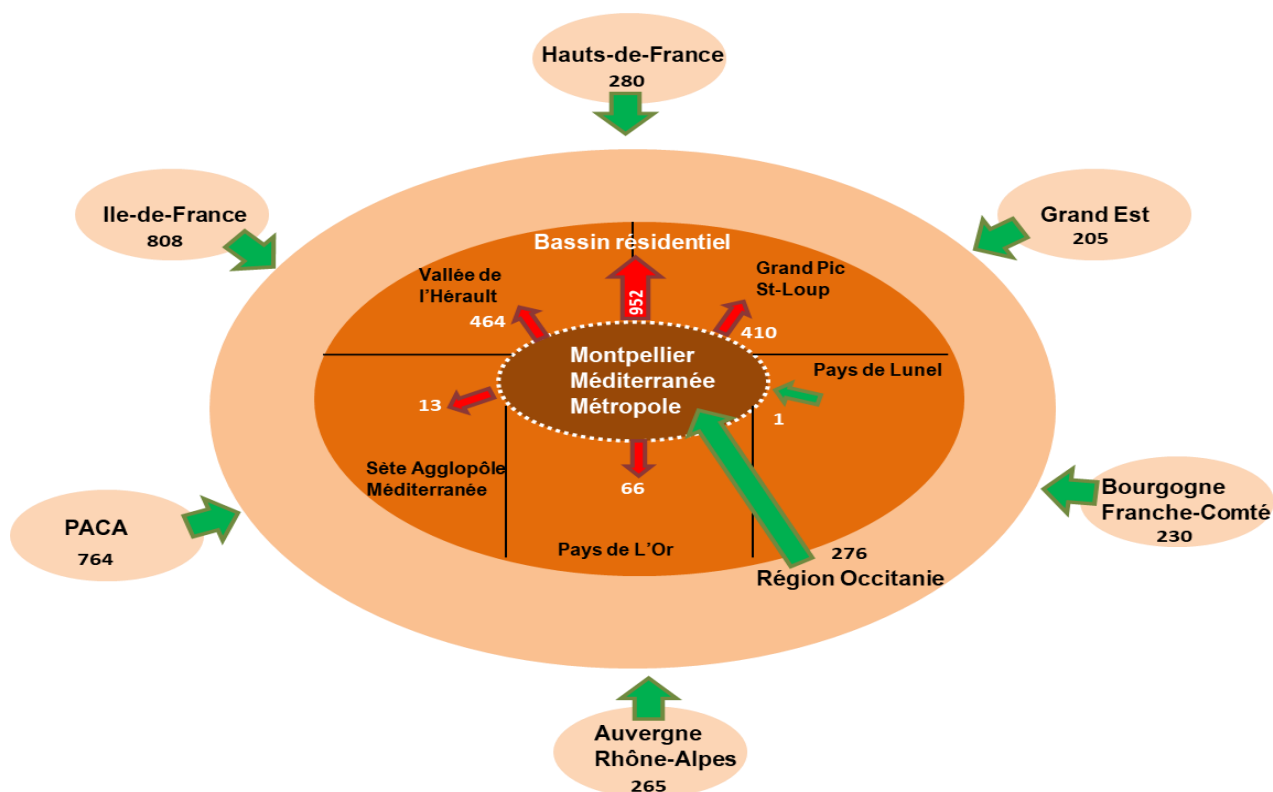 Hauts-de-France
280
Ile-de-France
808
Grand Est
205
Bassin résidentiel
Vallée de
l'Hérault
464
952
Grand Pic
St-Loup
410
Montpellier
Méditerranée
Métropole
Pays de Lunel
1
13
Sète Agglopôle
Méditerranée
66
Pays de L'Or
276
Région Occitanie
PACA
764
Bourgogne
Franche-Comté
230
Auvergne
Rhône-Alpes
265